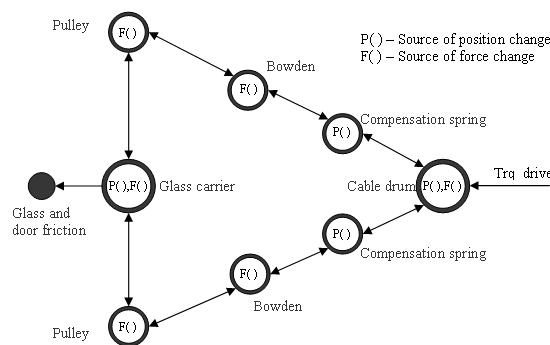 Pulley
F()
P() – Source of position change
F() – Source of force change
Bowden
F()
Compensation spring
P()
P(),F()
Glass carrier
Cable drum
P(),F()
Trq drive
Glass and
door friction
P()
Compensation spring
F()
Bowden
F()
Pulley